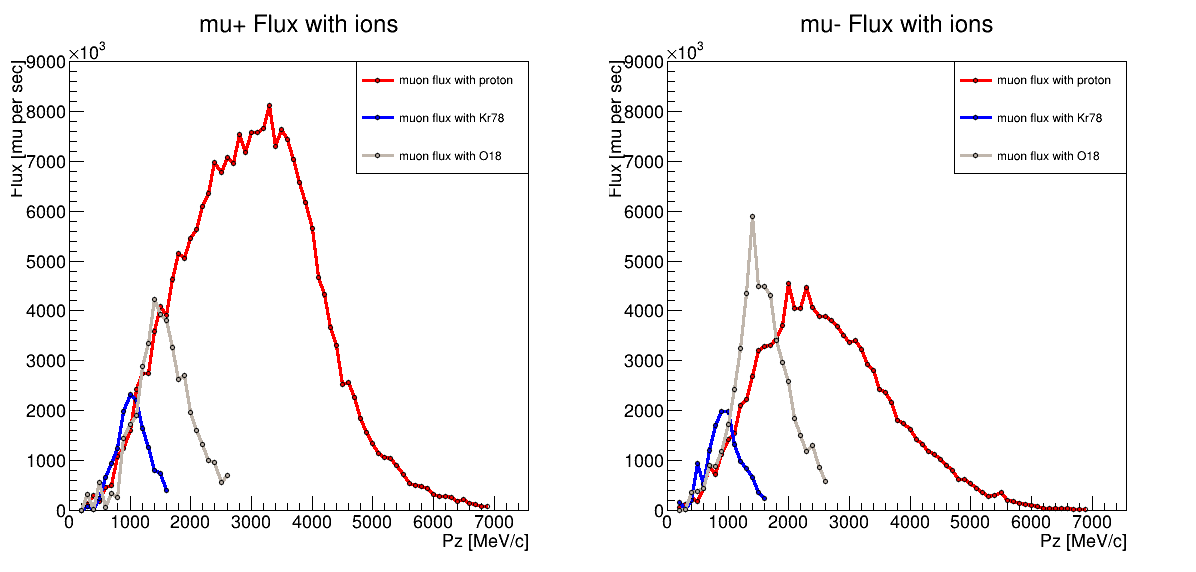 mu+ Flux with ions
×10³
Flux [mu per sec]
9000
8000
7000
6000
5000
4000
3000
2000
1000
0
0 1000 2000 3000 4000 5000 6000 7000
Pz [MeV/c]
muon flux with proton
muon flux with Kr78
muon flux with O18
mu- Flux with ions
×10³
Flux [mu per sec]
9000
8000
7000
6000
5000
4000
3000
2000
1000
0
0 1000 2000 3000 4000 5000 6000 7000
Pz [MeV/c]
muon flux with proton
muon flux with Kr78
muon flux with O18